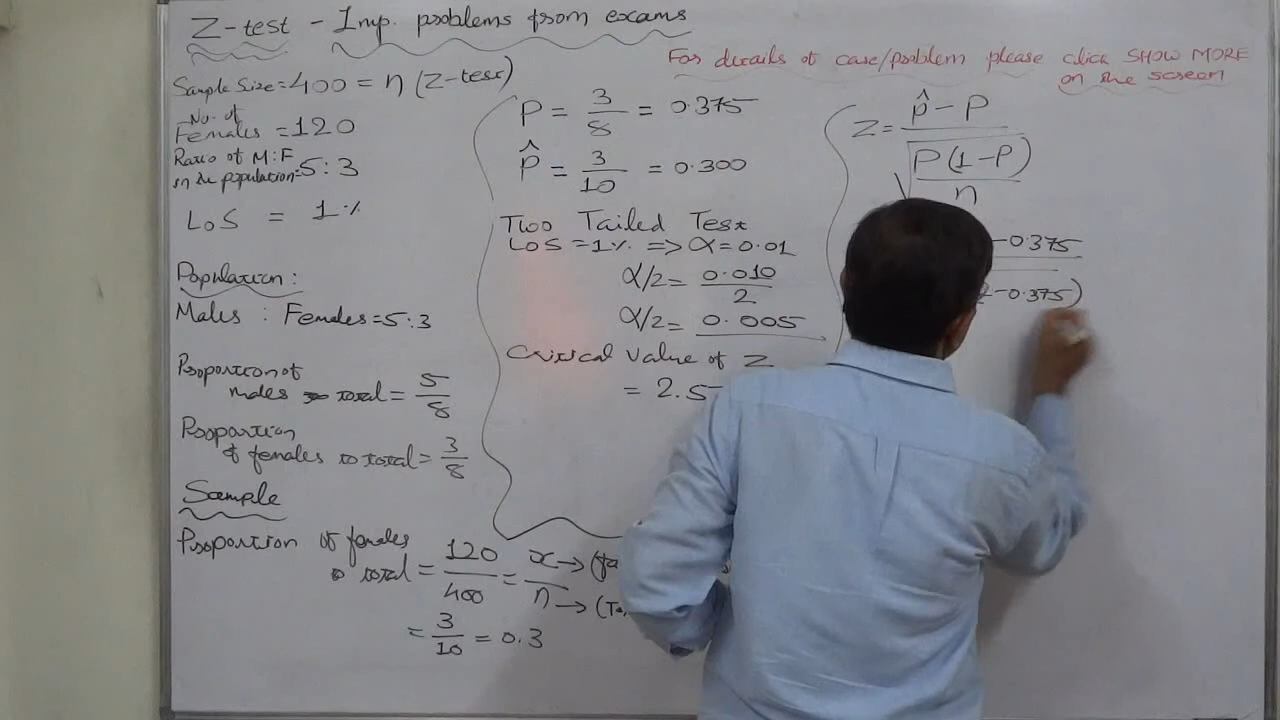 Z-test - Imp. problems from exams
For details of case/problem please click SHOW MORE
on the screen
Sample Size = 400 = n (Z-test)
No. of
Females = 120
Ratio of M:F
in the population = 5:3
LoS = 1%
Population:
Males : Females = 5:3
Proportion of
males to total = 5/8
Proportion
of females to total = 3/8
Sample
Proportion of females
to total = 120/400 = x/n
x → (
n → (
= 3/10 = 0.3
P = 3/8 = 0.375
p̂ = 3/10 = 0.300
Two Tailed Test
LoS = 1% => α = 0.01
α/2 = 0.010/2
α/2 = 0.005
Critical value of Z
= 2.5
Z = (p̂ - P) / √(P(1-P)/n)
-0.375
-0.375)